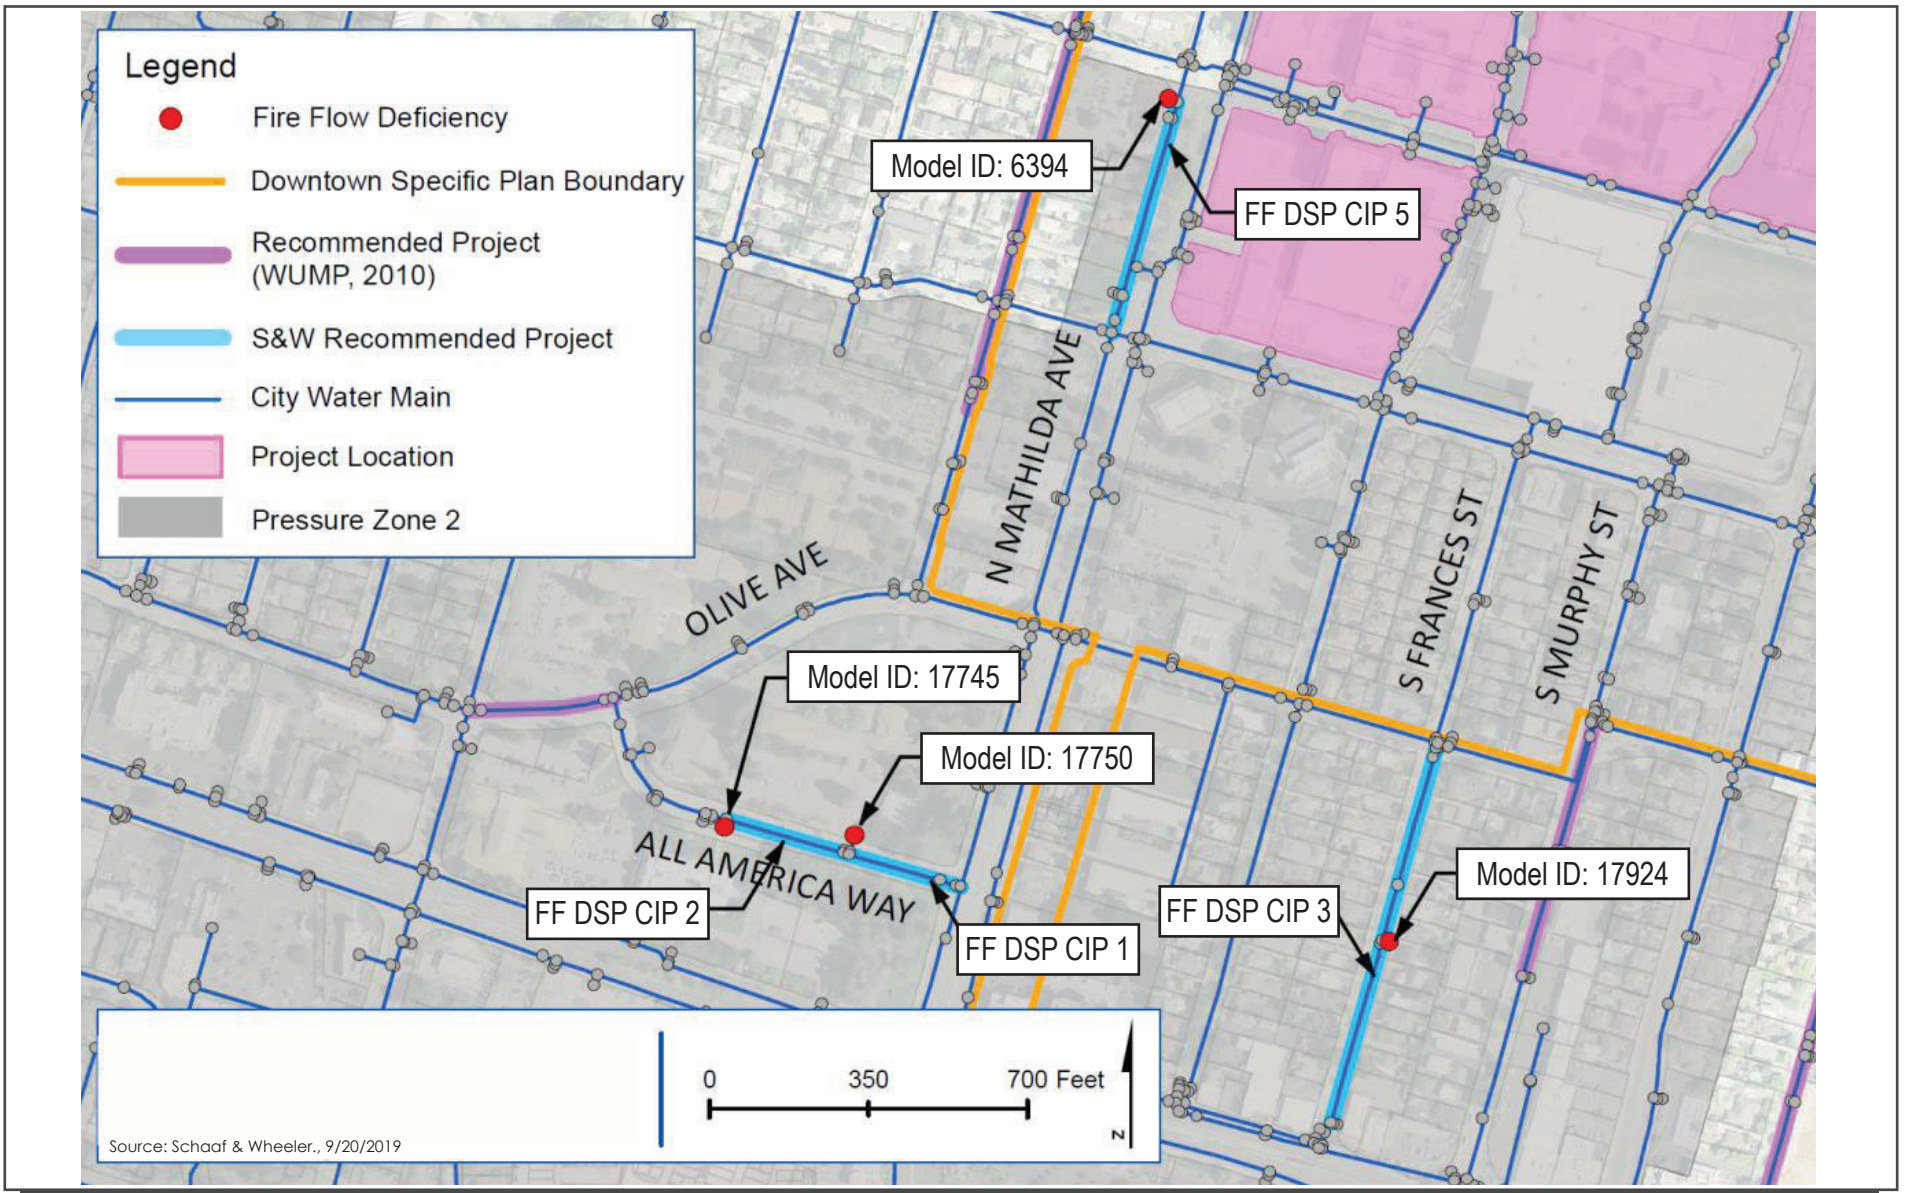 Legend
Fire Flow Deficiency
Downtown Specific Plan Boundary
Recommended Project
(WUMP, 2010)
S&W Recommended Project
City Water Main
Project Location
Pressure Zone 2
Model ID: 6394
FF DSP CIP 5
N MATHILDA AVE
OLIVE AVE
S FRANCES ST
S MURPHY ST
Model ID: 17745
Model ID: 17750
ALL AMERICA WAY
FF DSP CIP 2
FF DSP CIP 1
FF DSP CIP 3
Model ID: 17924
0 350 700 Feet
Z
Source: Schaaf & Wheeler., 9/20/2019